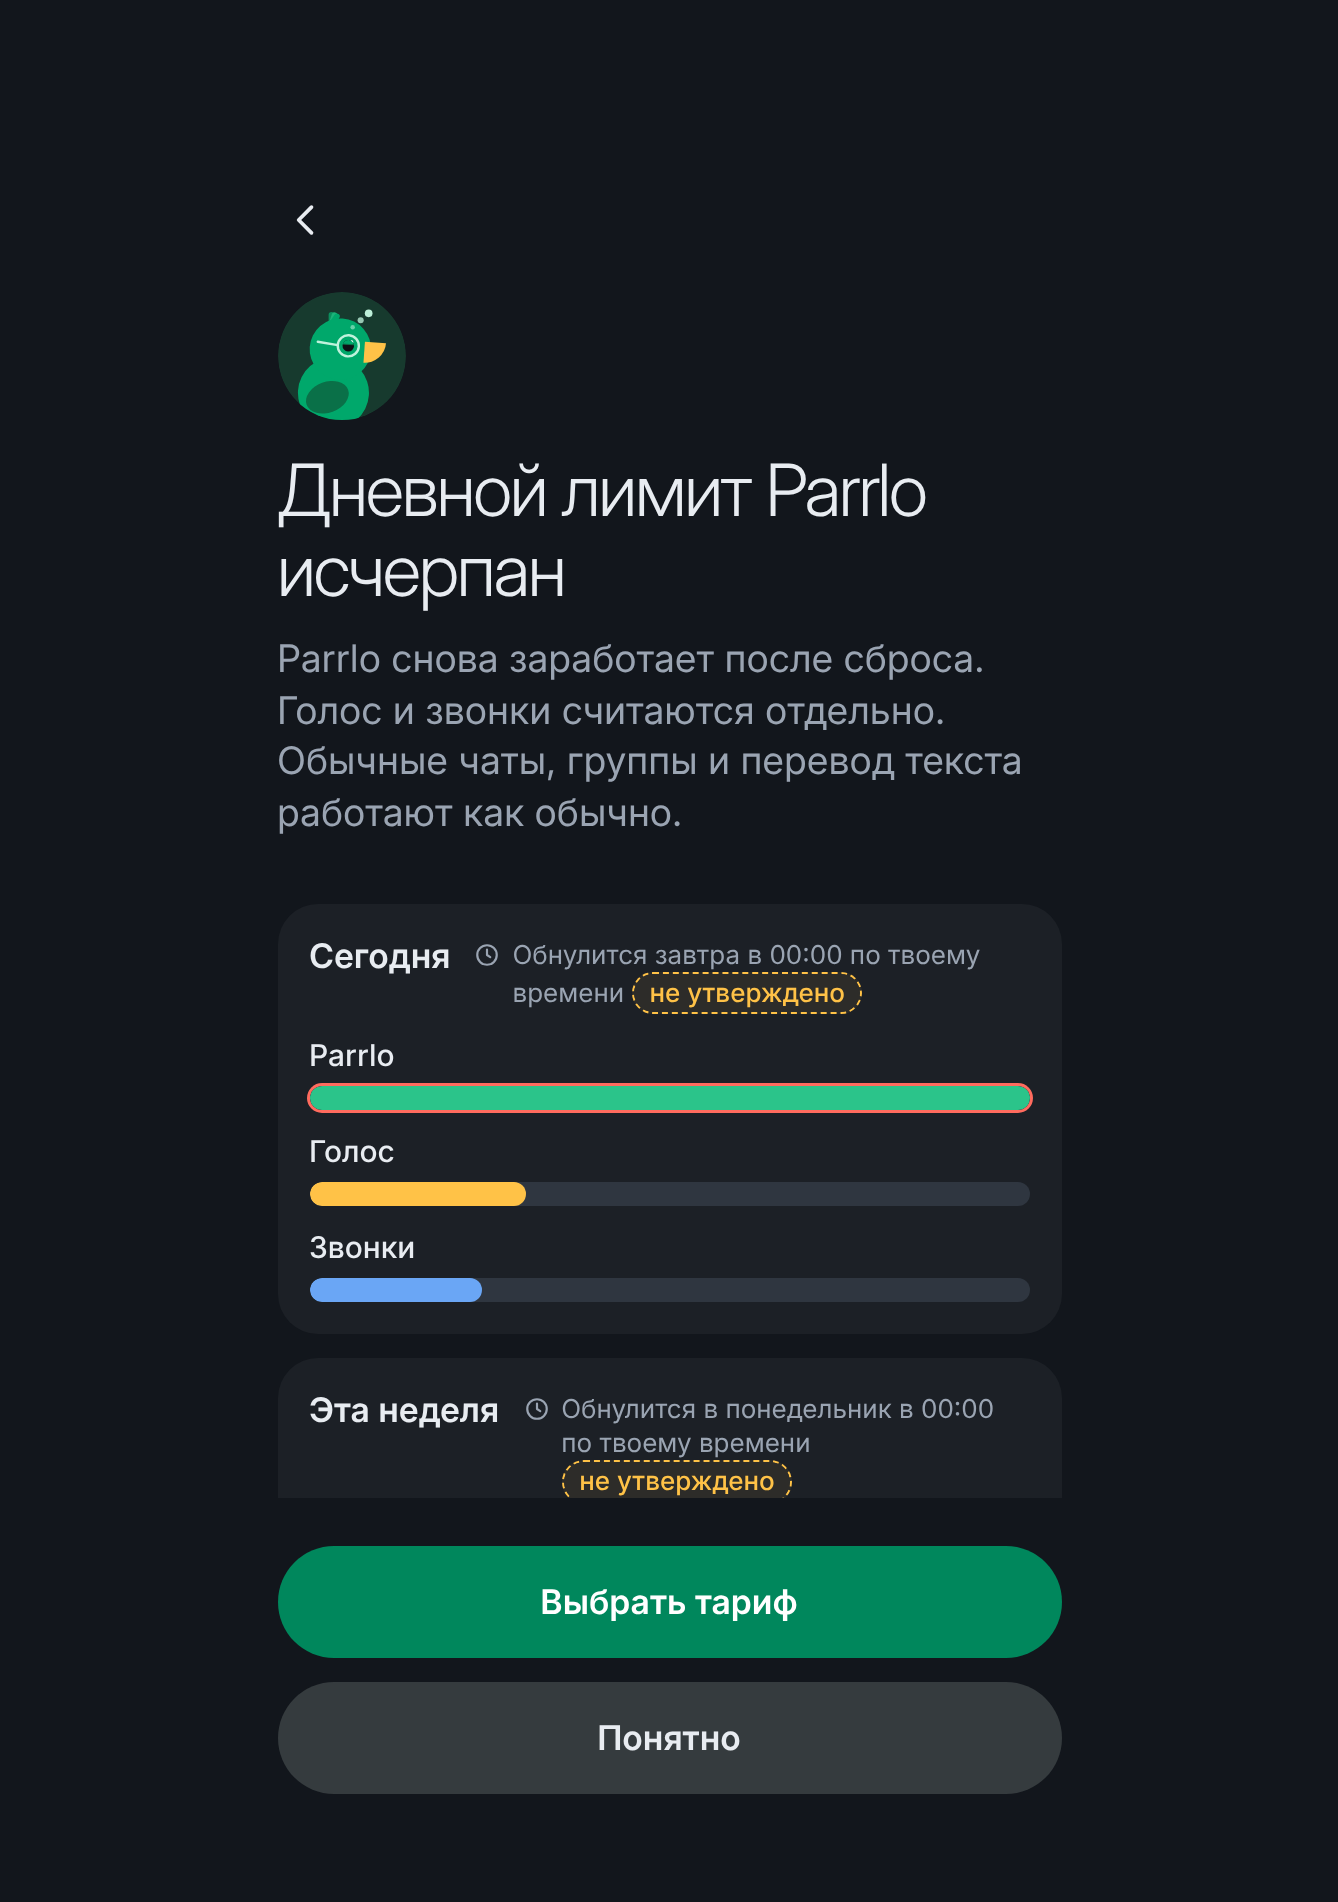 Дневной лимит Parrlo
исчерпан
Parrlo снова заработает после сброса.
Голос и звонки считаются отдельно.
Обычные чаты, группы и перевод текста
работают как обычно.
Сегодня Обнулится завтра в 00:00 по твоему
времени не утверждено
Parrlo
Голос
Звонки
Эта неделя Обнулится в понедельник в 00:00
по твоему времени
не утверждено
Выбрать тариф
Понятно